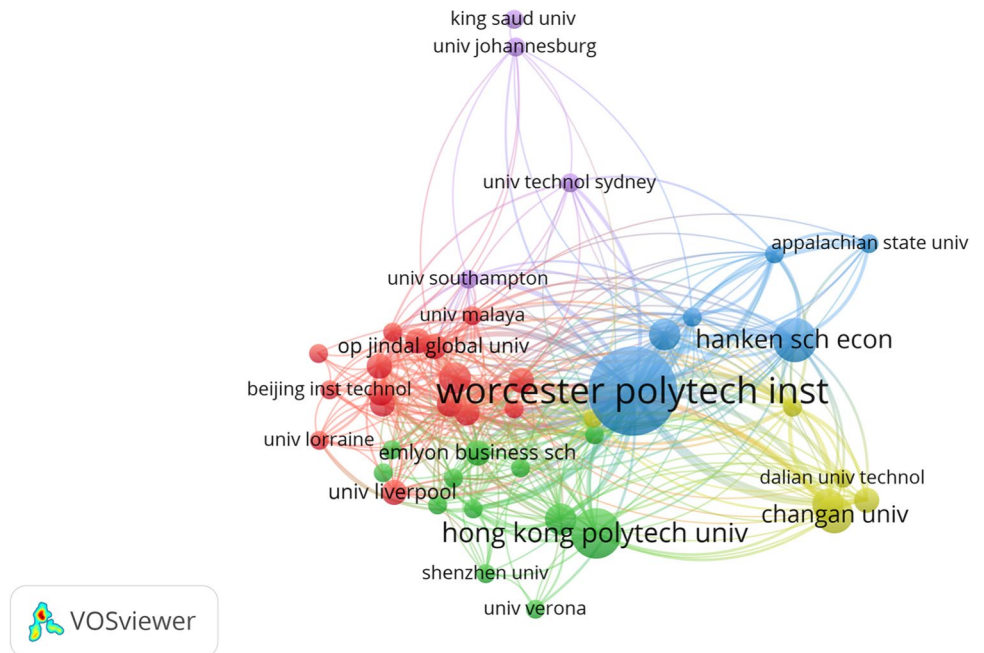 king saud univ
univ johannesburg
univ technol sydney
appalachian state univ
univ southampton
univ malaya
hanken sch econ
op jindal global univ
beijing inst technol
worcester polytech inst
univ lorraine
emlyon business sch
dalian univ technol
univ liverpool
changan univ
hong kong polytech univ
shenzhen univ
univ verona
VOSviewer